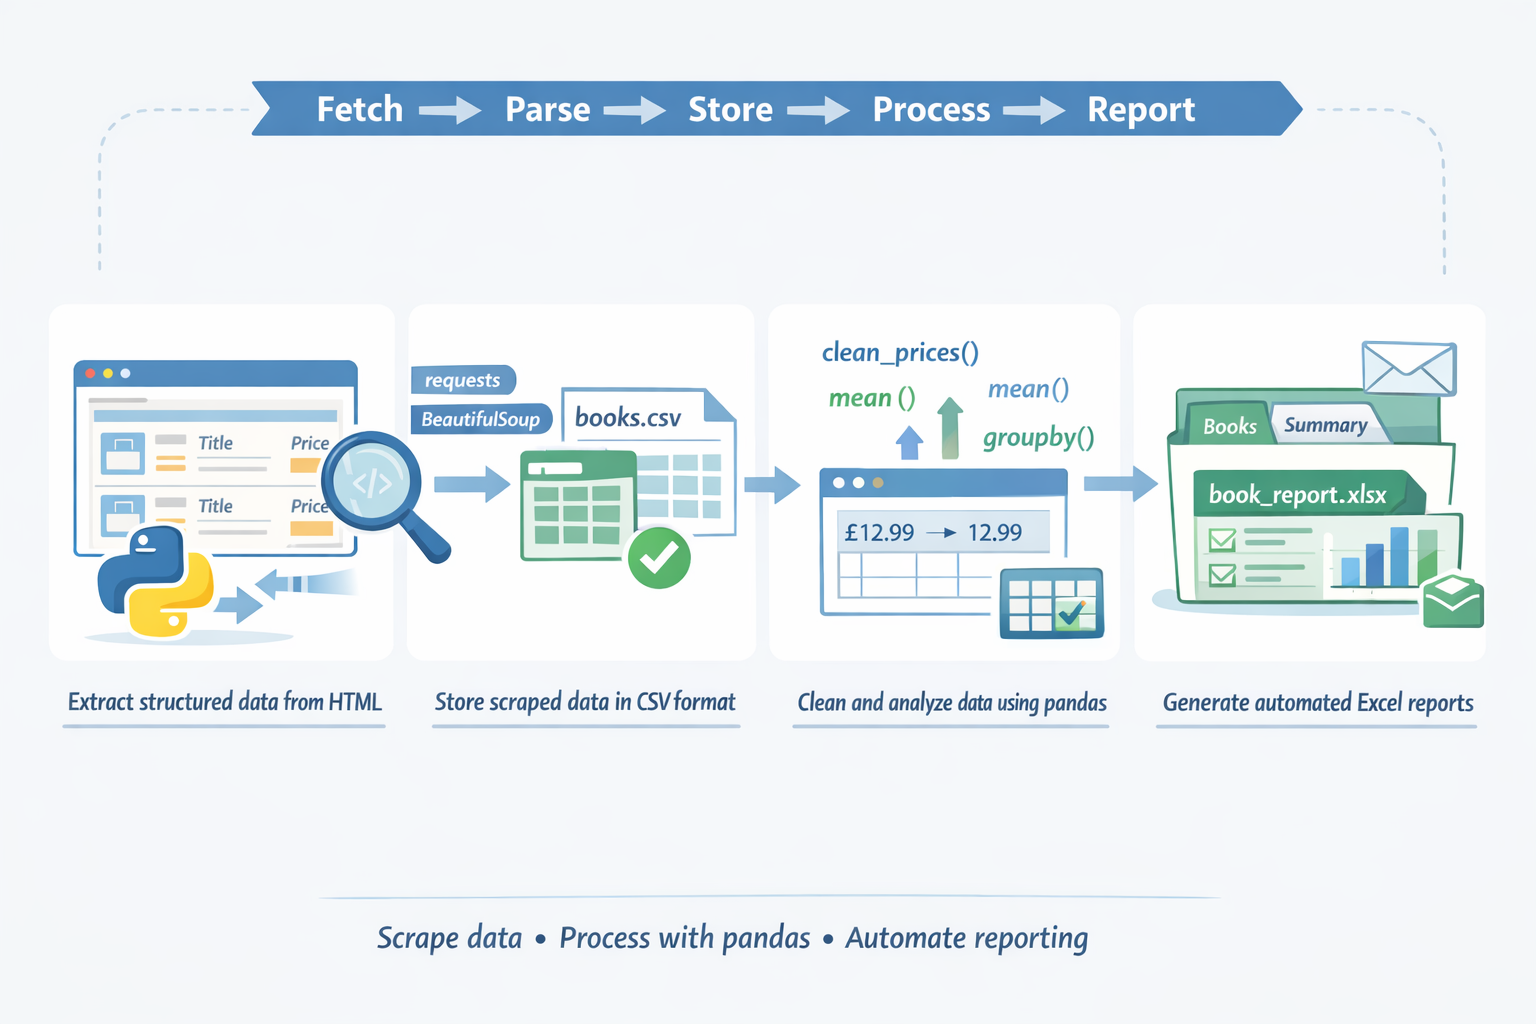 Fetch → Parse → Store → Process → Report
Title Price
Title Price
</>
Extract structured data from HTML
requests
BeautifulSoup
books.csv
Store scraped data in CSV format
clean_prices()
mean () mean()
groupby()
£12.99 → 12.99
Clean and analyze data using pandas
Books Summary
book_report.xlsx
Generate automated Excel reports
Scrape data • Process with pandas • Automate reporting